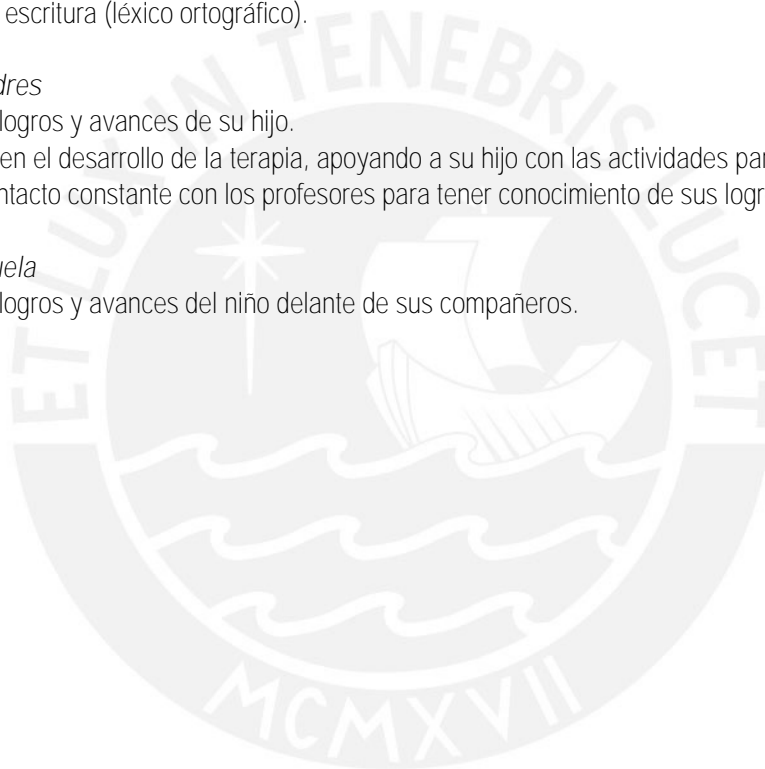 escritura (léxico ortográfico).
dres
logros y avances de su hijo.
en el desarrollo de la terapia, apoyando a su hijo con las actividades par
ntacto constante con los profesores para tener conocimiento de sus logr
uela
logros y avances del niño delante de sus compañeros.
ET LUX IN TENEBRIS LUCET
MCMXVII